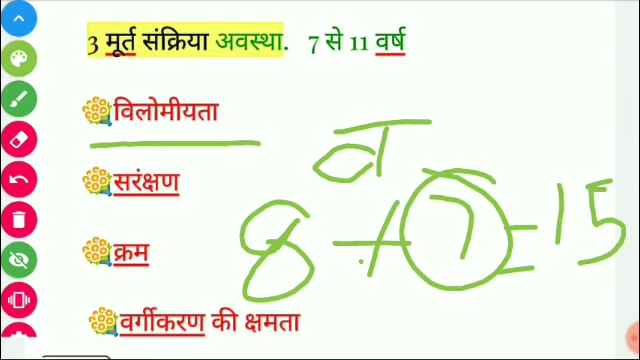 3 मूर्त संक्रिया अवस्था. 7 से 11 वर्ष
विलोमीयता
व
सरंक्षण
8 + 7 = 15
क्रम
वर्गीकरण की क्षमता